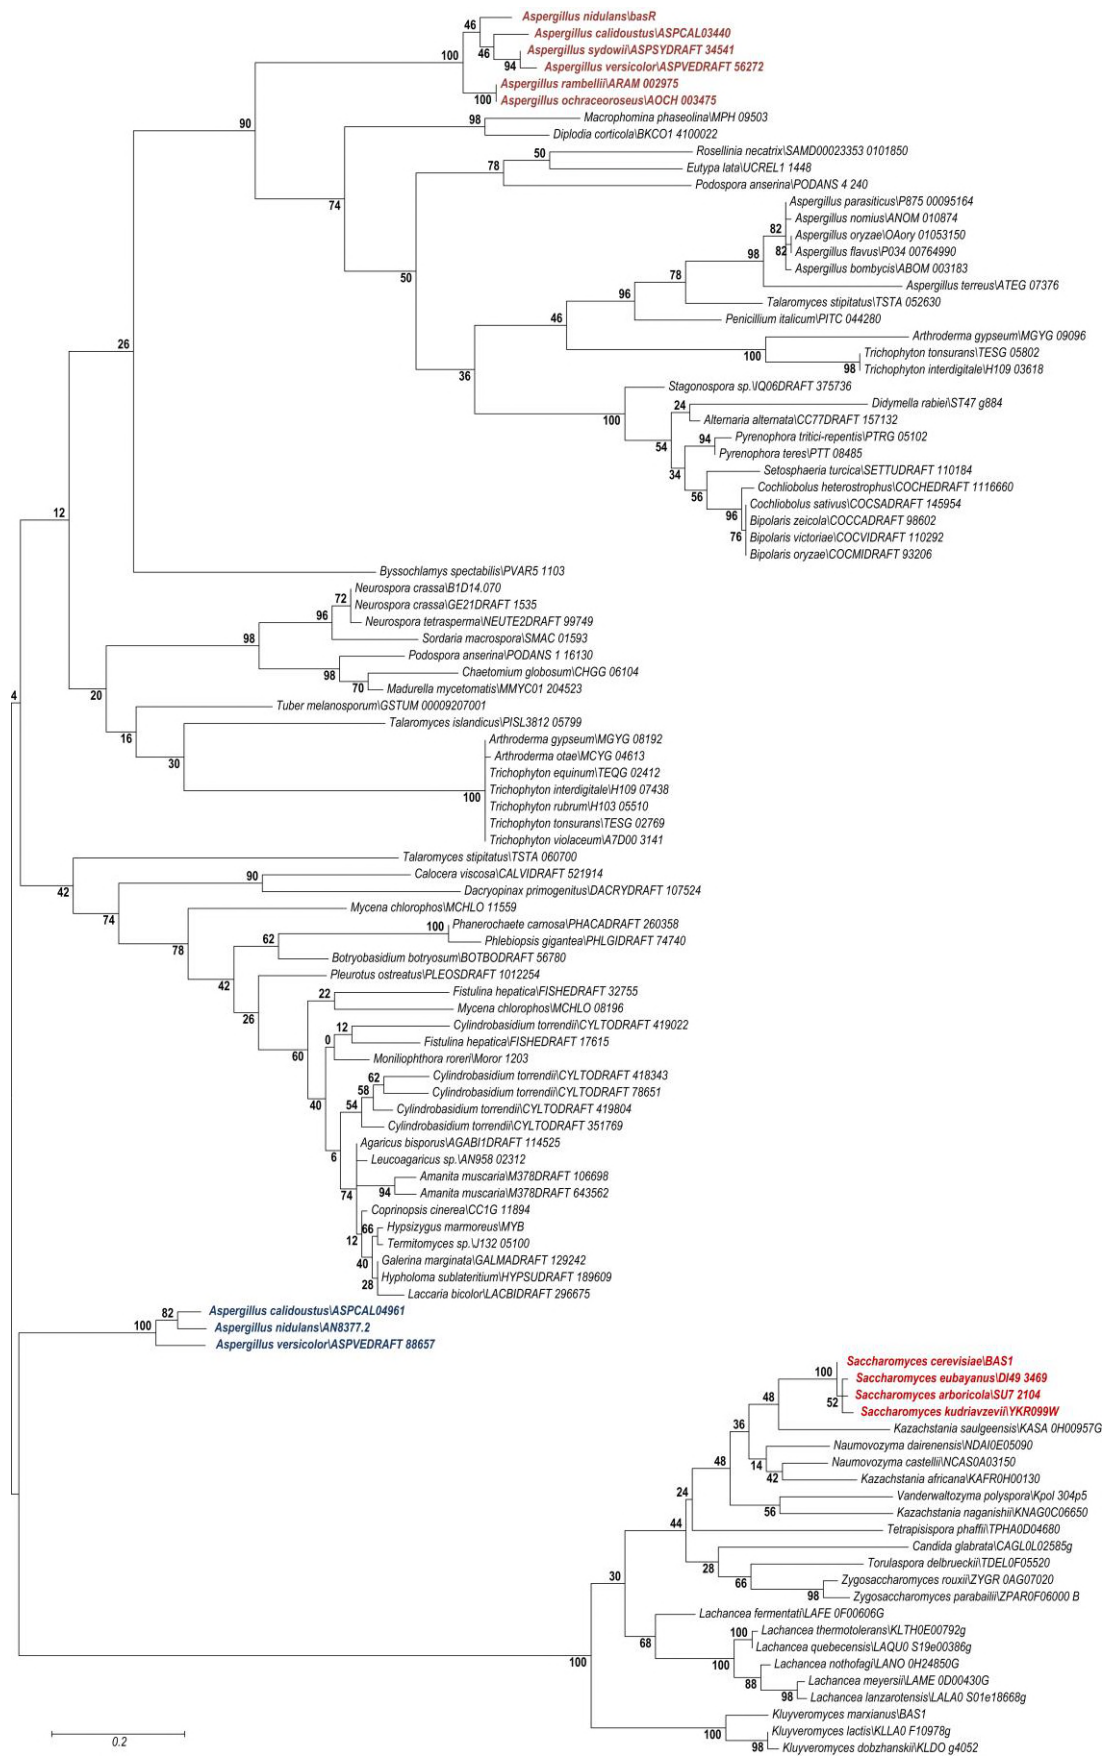 Aspergillus nidulans\basR
46
Aspergillus calidoustus\ASPCAL03440
46
Aspergillus sydowii\ASPSYDRAFT 34541
100
94
Aspergillus versicolor\ASPVEDRAFT 56272
Aspergillus rambellii\ARAM 002975
100
Aspergillus ochraceoroseus\AOCH 003475
90
98
Macrophomina phaseolina\MPH 09503
Diplodia corticola\BKCO1 4100022
50
Rosellinia necatrix\SAMD00023353 0101850
78
Eutypa lata\UCREL1 1448
Podospora anserina\PODANS 4 240
74
Aspergillus parasiticus\P875 00095164
Aspergillus nomius\ANOM 010874
82
Aspergillus oryzae\OAory 01053150
82
Aspergillus flavus\P034 00764990
98
Aspergillus bombycis\ABOM 003183
50
78
Aspergillus terreus\ATEG 07376
96
Talaromyces stipitatus\TSTA 052630
46
Penicillium italicum\PITC 044280
Arthroderma gypseum\MGYG 09096
26
100
Trichophyton tonsurans\TESG 05802
36
98
Trichophyton interdigitale\H109 03618
Stagonospora sp.\IQ06DRAFT 375736
24
Didymella rabiei\ST47 g884
100
Alternaria alternata\CC77DRAFT 157132
54
94
Pyrenophora tritici-repentis\PTRG 05102
Pyrenophora teres\PTT 08485
34
Setosphaeria turcica\SETTUDRAFT 110184
56
Cochliobolus heterostrophus\COCHEDRAFT 1116660
96
Cochliobolus sativus\COCSADRAFT 145954
12
Bipolaris zeicola\COCCADRAFT 98602
76
Bipolaris victoriae\COCVIDRAFT 110292
Bipolaris oryzae\COCMIDRAFT 93206
Byssochlamys spectabilis\PVAR5 1103
Neurospora crassa\B1D14.070
72
Neurospora crassa\GE21DRAFT 1535
96
Neurospora tetrasperma\NEUTE2DRAFT 99749
98
Sordaria macrospora\SMAC 01593
Podospora anserina\PODANS 1 16130
98
Chaetomium globosum\CHGG 06104
70
Madurella mycetomatis\MMYC01 204523
4
20
Tuber melanosporum\GSTUM 00009207001
16
Talaromyces islandicus\PISL3812 05799
30
Arthroderma gypseum\MGYG 08192
Arthroderma otae\MCYG 04613
Trichophyton equinum\TEQG 02412
100
Trichophyton interdigitale\H109 07438
Trichophyton rubrum\H103 05510
Trichophyton tonsurans\TESG 02769
Trichophyton violaceum\A7D00 3141
Talaromyces stipitatus\TSTA 060700
42
90
Calocera viscosa\CALVIDRAFT 521914
Dacryopinax primogenitus\DACRYDRAFT 107524
74
Mycena chlorophos\MCHLO 11559
78
100
Phanerochaete carnosa\PHACADRAFT 260358
62
Phlebiopsis gigantea\PHLGIDRAFT 74740
Botryobasidium botryosum\BOTBODRAFT 56780
42
Pleurotus ostreatus\PLEOSDRAFT 1012254
22
Fistulina hepatica\FISHEDRAFT 32755
26
Mycena chlorophos\MCHLO 08196
12
Cylindrobasidium torrendii\CYLTODRAFT 419022
0
Fistulina hepatica\FISHEDRAFT 17615
60
Moniliophthora roreri\Moror 1203
62
Cylindrobasidium torrendii\CYLTODRAFT 418343
58
Cylindrobasidium torrendii\CYLTODRAFT 78651
40
54
Cylindrobasidium torrendii\CYLTODRAFT 419804
Cylindrobasidium torrendii\CYLTODRAFT 351769
Agaricus bisporus\AGABI1DRAFT 114525
6
Leucoagaricus sp.\AN958 02312
Amanita muscaria\M378DRAFT 106698
74
94
Amanita muscaria\M378DRAFT 643562
Coprinopsis cinerea\CC1G 11894
66
Hypsizygus marmoreus\MYB
12
Termitomyces sp.\J132 05100
40
Galerina marginata\GALMADRAFT 129242
28
Hypholoma sublateritium\HYPSUDRAFT 189609
Laccaria bicolor\LACBIDRAFT 296675
82
Aspergillus calidoustus\ASPCAL04961
100
Aspergillus nidulans\AN8377.2
Aspergillus versicolor\ASPVEDRAFT 88657
Saccharomyces cerevisiae\BAS1
100
Saccharomyces eubayanus\DI49 3469
52
Saccharomyces arboricola\SU7 2104
48
Saccharomyces kudriavzevii\YKR099W
36
Kazachstania saulgeensis\KASA 0H00957G
Naumovozyma dairenensis\NDAI0E05090
14
48
Naumovozyma castellii\NCAS0A03150
42
Kazachstania africana\KAFR0H00130
24
Vanderwaltozyma polyspora\Kpol 304p5
56
Kazachstania naganishii\KNAG0C06650
44
Tetrapisispora phaffii\TPHA0D04680
Candida glabrata\CAGL0L02585g
28
Torulaspora delbrueckii\TDEL0F05520
30
66
Zygosaccharomyces rouxii\ZYGR 0AG07020
98
Zygosaccharomyces parabailii\ZPAR0F06000 B
Lachancea fermentati\LAFE 0F00606G
68
100
Lachancea thermotolerans\KLTH0E00792g
Lachancea quebecensis\LAQU0 S19e00386g
100
100
Lachancea nothofagi\LANO 0H24850G
88
Lachancea meyersii\LAME 0D00430G
98
Lachancea lanzarotensis\LALA0 S01e18668g
Kluyveromyces marxianus\BAS1
100
Kluyveromyces lactis\KLLA0 F10978g
98
Kluyveromyces dobzhanskii\KLDO g4052
0.2